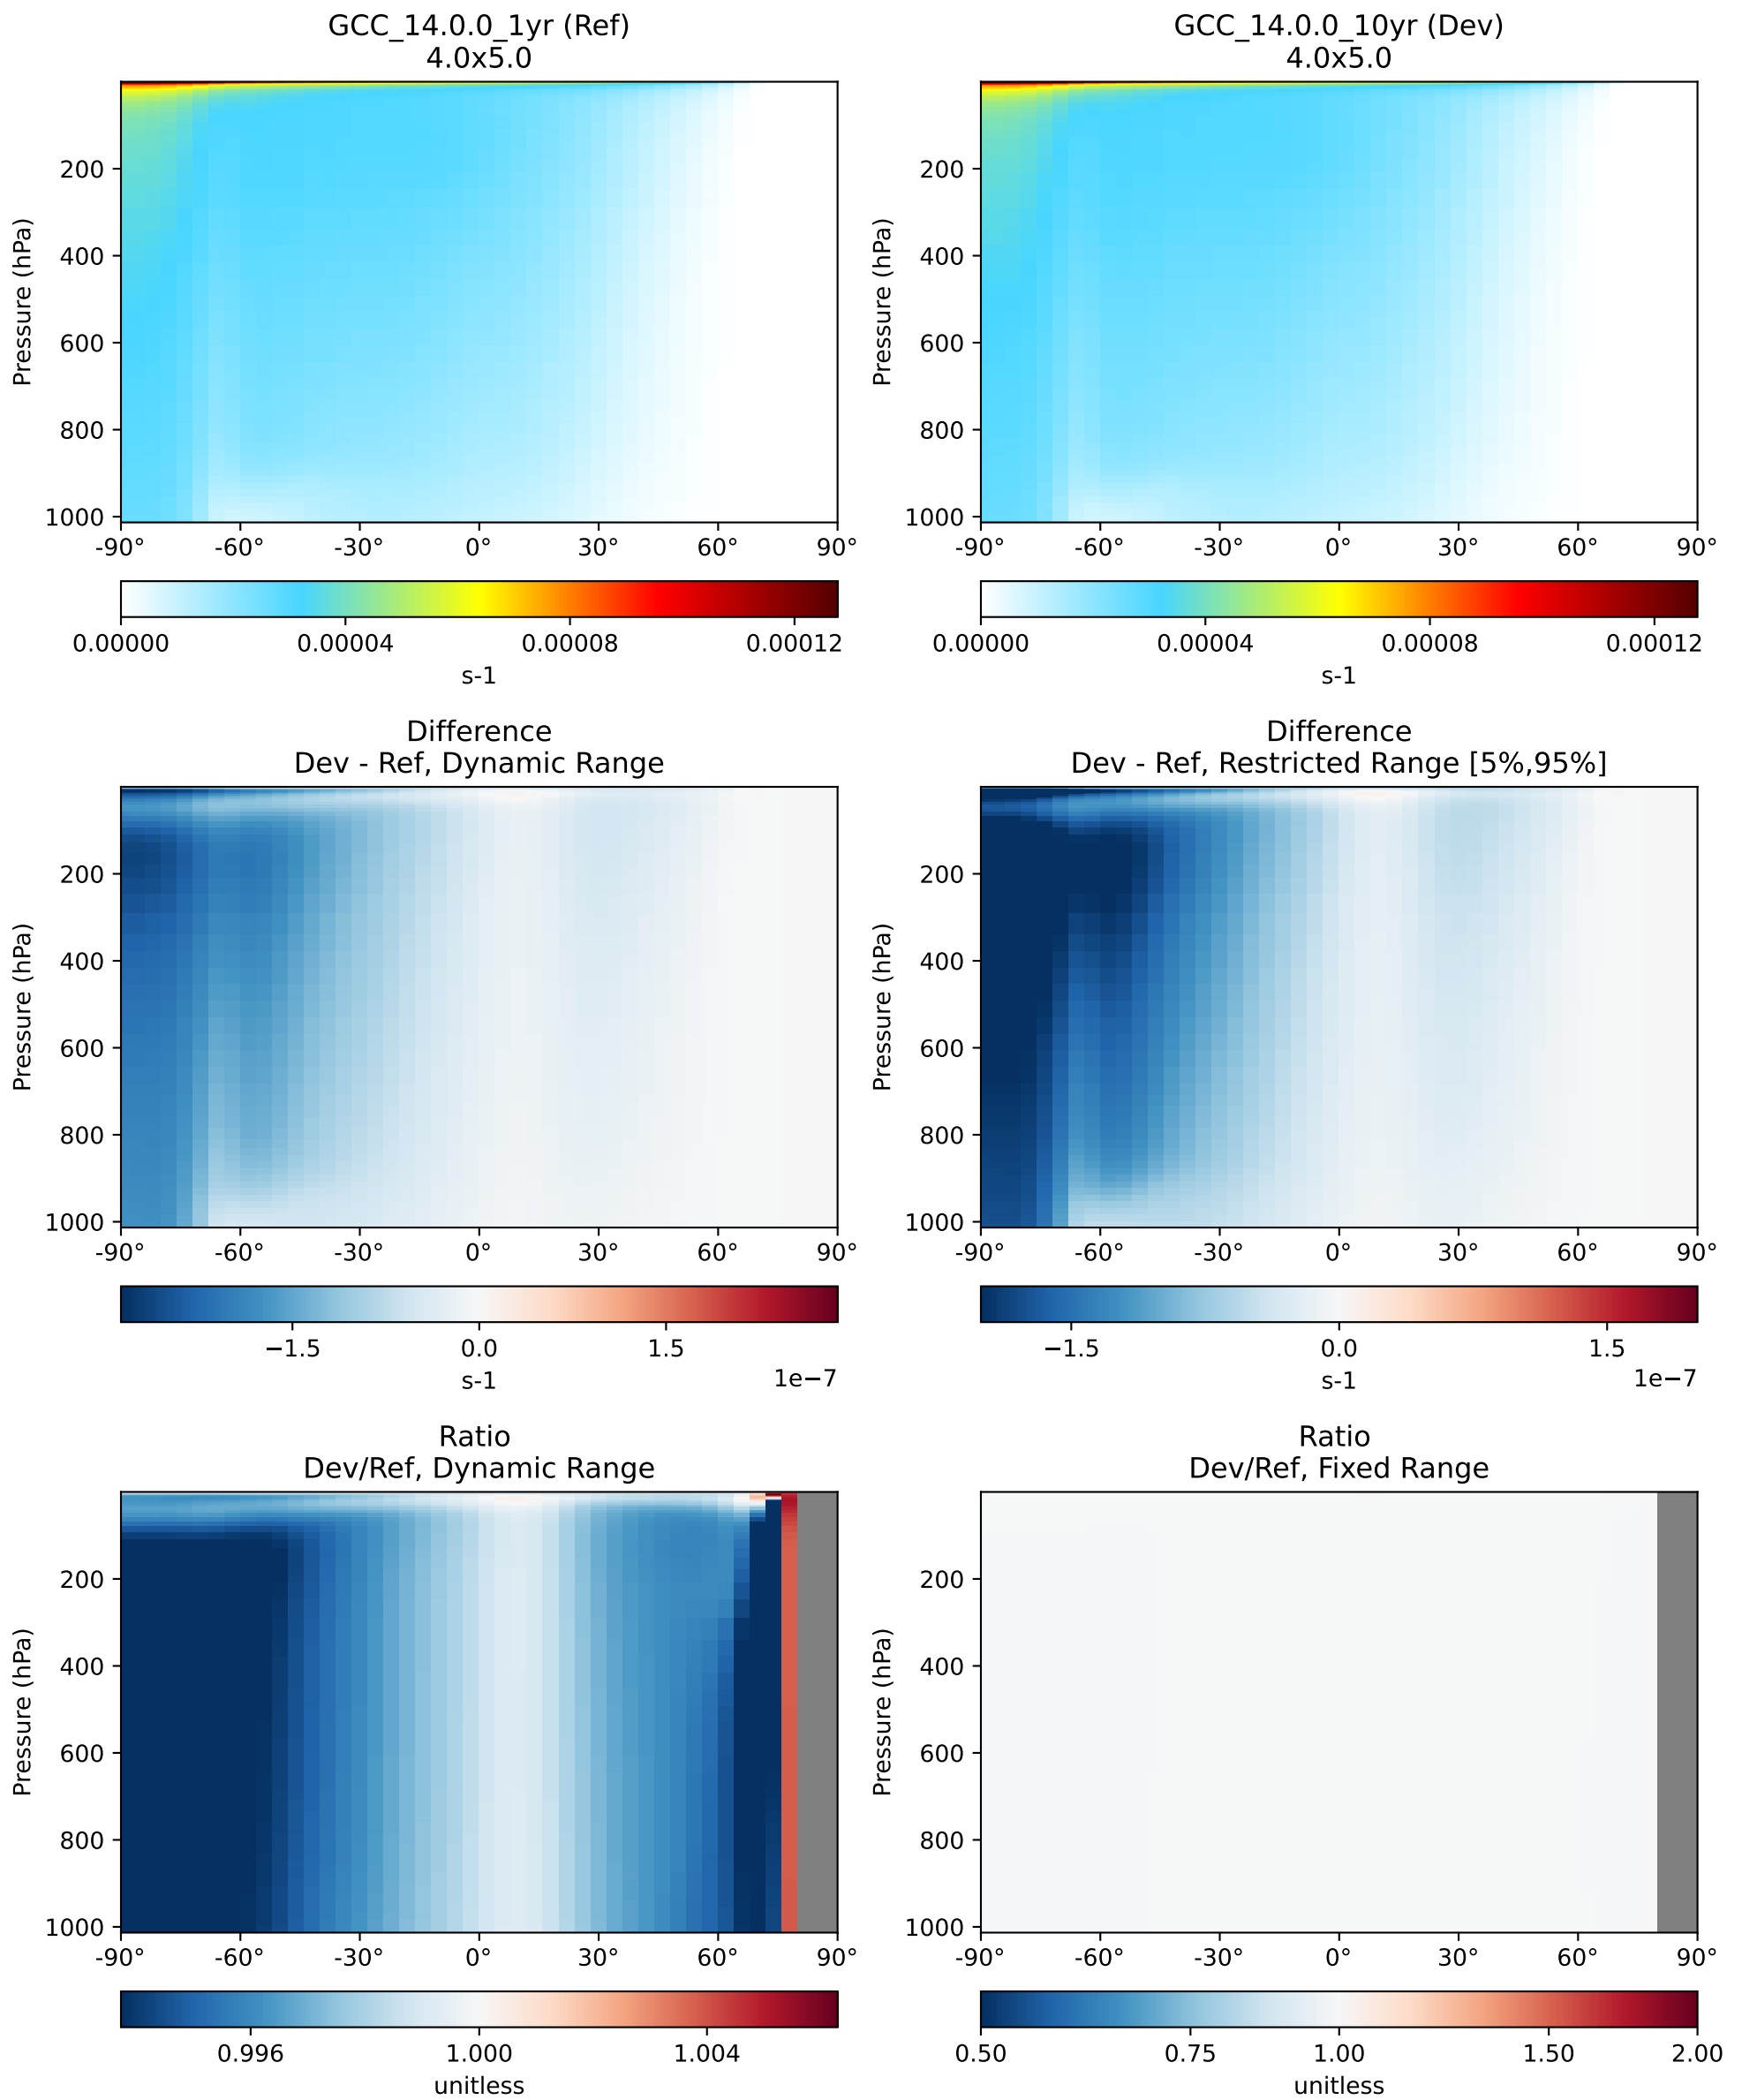 GCC_14.0.0_1yr (Ref)
4.0x5.0
Pressure (hPa)
200
400
600
800
1000
-90° -60° -30° 0° 30° 60° 90°
0.00000 0.00004 0.00008 0.00012
s-1
GCC_14.0.0_10yr (Dev)
4.0x5.0
Pressure (hPa)
200
400
600
800
1000
-90° -60° -30° 0° 30° 60° 90°
0.00000 0.00004 0.00008 0.00012
s-1
Difference
Dev - Ref, Dynamic Range
Pressure (hPa)
200
400
600
800
1000
-90° -60° -30° 0° 30° 60° 90°
−1.5 0.0 1.5
s-1 1e−7
Difference
Dev - Ref, Restricted Range [5%,95%]
Pressure (hPa)
200
400
600
800
1000
-90° -60° -30° 0° 30° 60° 90°
−1.5 0.0 1.5
s-1 1e−7
Ratio
Dev/Ref, Dynamic Range
Pressure (hPa)
200
400
600
800
1000
-90° -60° -30° 0° 30° 60° 90°
0.996 1.000 1.004
unitless
Ratio
Dev/Ref, Fixed Range
Pressure (hPa)
200
400
600
800
1000
-90° -60° -30° 0° 30° 60° 90°
0.50 0.75 1.00 1.50 2.00
unitless